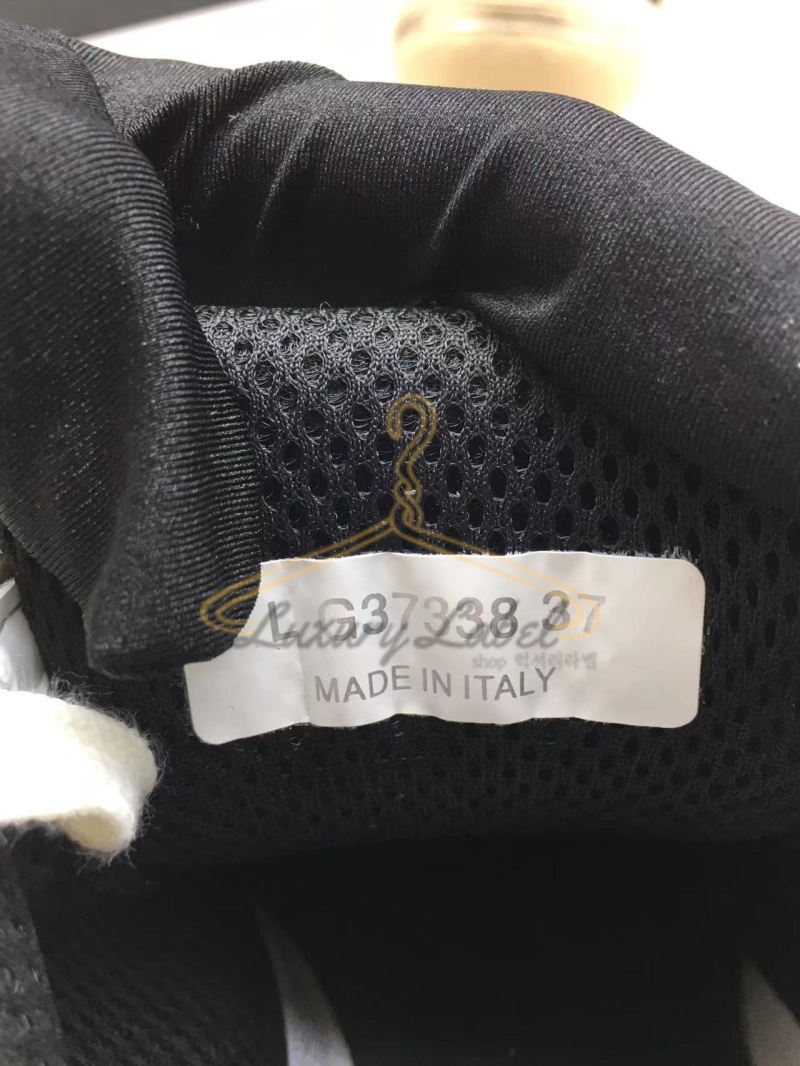 L G37338 37
Luxury Label
shop 럭셔리라벨
MADE IN ITALY